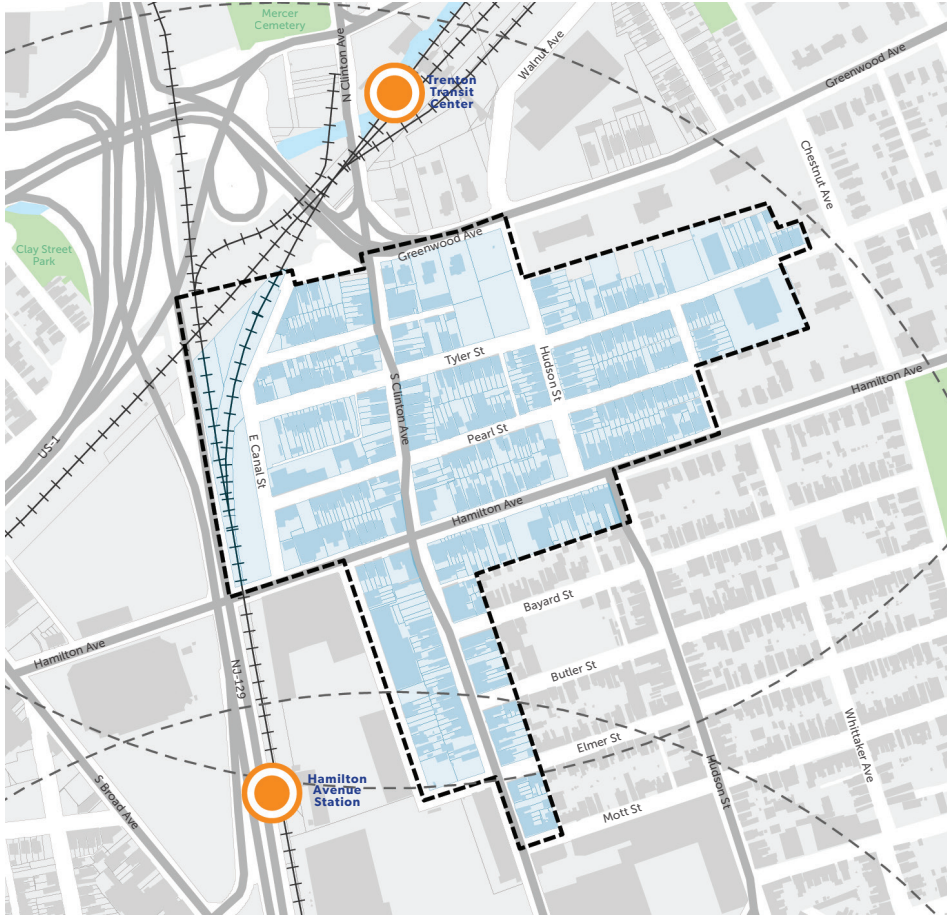 Mercer
Cemetery
N Clinton Ave
Trenton
Transit
Center
Walnut Ave
Greenwood Ave
Chestnut Ave
Clay Street
Park
Greenwood Ave
Tyler St
Hudson St
S Clinton Ave
Hamilton Ave
US-1
E Canal St
Pearl St
Hamilton Ave
Bayard St
Hamilton Ave
NJ-129
Butler St
Elmer St
Whittaker Ave
Hudson St
S Broad Ave
Hamilton
Avenue
Station
Mott St